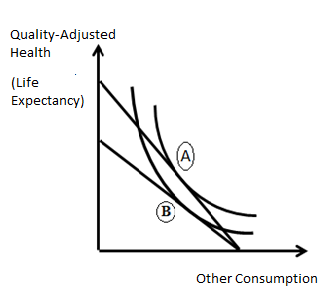 Quality-Adjusted
Health
(Life
Expectancy)
A
B
Other Consumption